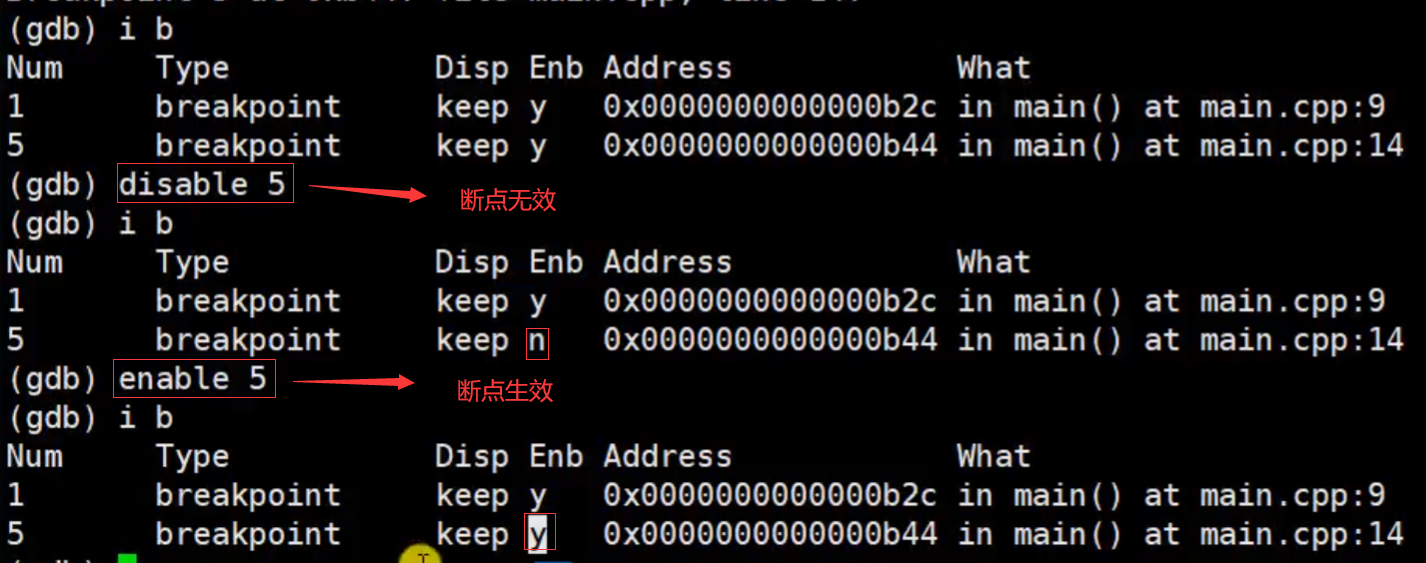 (gdb) i b
Num Type Disp Enb Address What
1 breakpoint keep y 0x0000000000000b2c in main() at main.cpp:9
5 breakpoint keep y 0x0000000000000b44 in main() at main.cpp:14
(gdb) disable 5 断点无效
(gdb) i b
Num Type Disp Enb Address What
1 breakpoint keep y 0x0000000000000b2c in main() at main.cpp:9
5 breakpoint keep n 0x0000000000000b44 in main() at main.cpp:14
(gdb) enable 5 断点生效
(gdb) i b
Num Type Disp Enb Address What
1 breakpoint keep y 0x0000000000000b2c in main() at main.cpp:9
5 breakpoint keep y 0x0000000000000b44 in main() at main.cpp:14